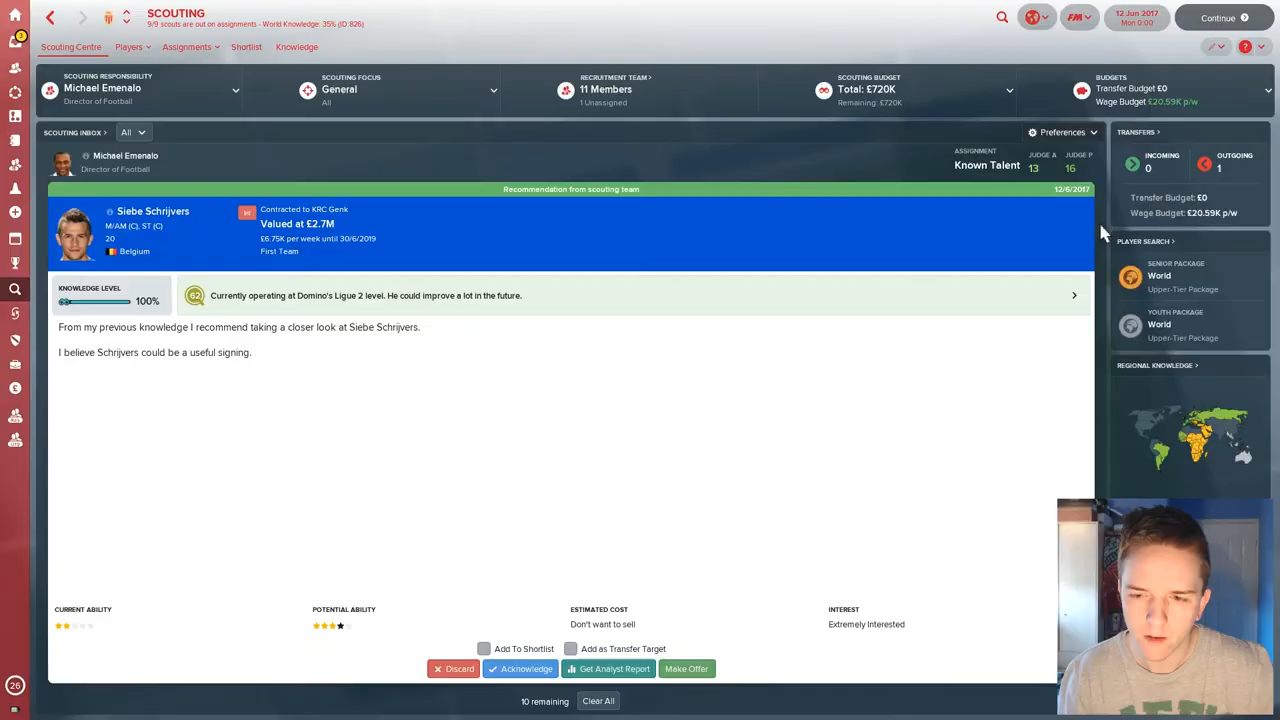 SCOUTING
9/9 scouts are out on assignments - World Knowledge: 35% (ID:826)
FM
12 Jun 2017
Mon 0:00
Continue
3
Scouting Centre
Players
Assignments
Shortlist
Knowledge
?
SCOUTING RESPONSIBILITY
Michael Emenalo
Director of Football
SCOUTING FOCUS
General
All
RECRUITMENT TEAM >
11 Members
1 Unassigned
SCOUTING BUDGET
Total: £720K
Remaining: £720K
BUDGETS
Transfer Budget £0
Wage Budget £20.59K p/w
SCOUTING INBOX >
All
Preferences
Michael Emenalo
Director of Football
ASSIGNMENT
Known Talent
JUDGE A
13
JUDGE P
16
Recommendation from scouting team
12/6/2017
Siebe Schrijvers
M/AM (C), ST (C)
20
Belgium
Contracted to KRC Genk
Valued at £2.7M
£6.75K per week until 30/6/2019
First Team
KNOWLEDGE LEVEL
100%
62
Currently operating at Domino's Ligue 2 level. He could improve a lot in the future.
From my previous knowledge I recommend taking a closer look at Siebe Schrijvers.
I believe Schrijvers could be a useful signing.
CURRENT ABILITY
POTENTIAL ABILITY
ESTIMATED COST
Don't want to sell
INTEREST
Extremely Interested
Add To Shortlist
Add as Transfer Target
Discard
Acknowledge
Get Analyst Report
Make Offer
10 remaining
Clear All
TRANSFERS >
INCOMING
0
OUTGOING
1
Transfer Budget: £0
Wage Budget: £20.59K p/w
PLAYER SEARCH >
SENIOR PACKAGE
World
Upper-Tier Package
YOUTH PACKAGE
World
Upper-Tier Package
REGIONAL KNOWLEDGE >
26